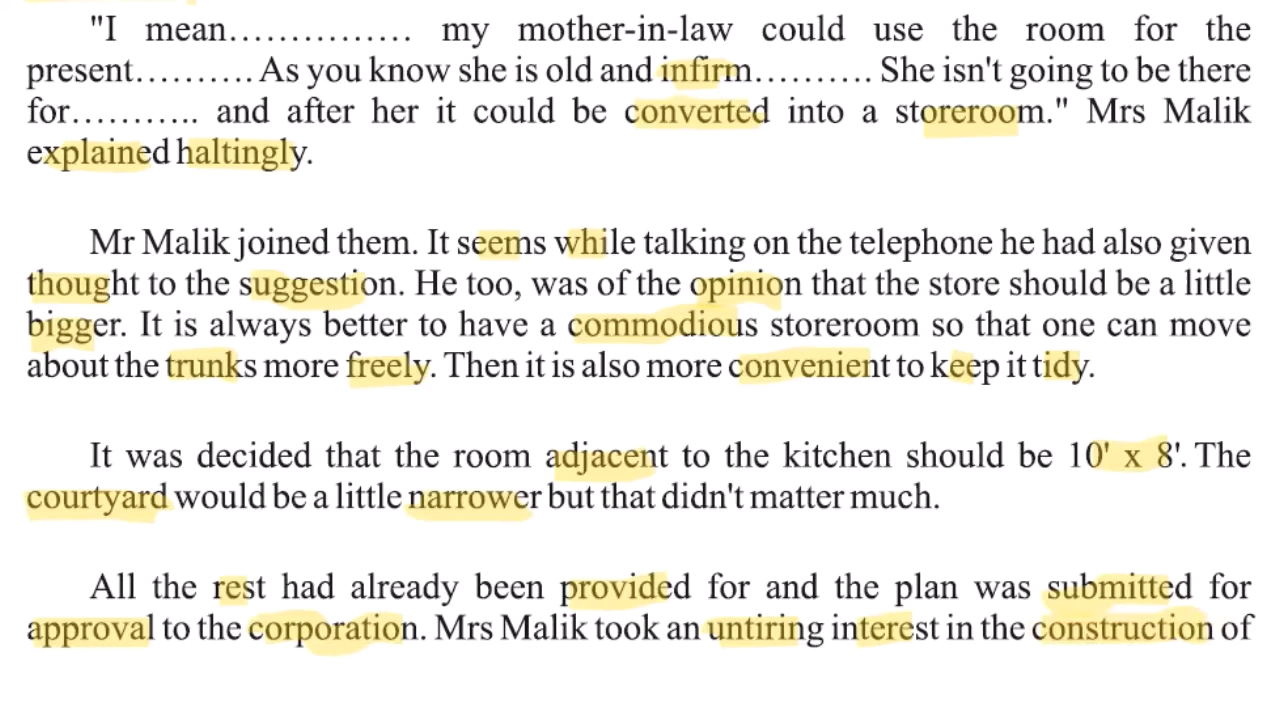 "I mean............... my mother-in-law could use the room for the
present.......... As you know she is old and infirm.......... She isn't going to be there
for........... and after her it could be converted into a storeroom." Mrs Malik
explained haltingly.
Mr Malik joined them. It seems while talking on the telephone he had also given
thought to the suggestion. He too, was of the opinion that the store should be a little
bigger. It is always better to have a commodious storeroom so that one can move
about the trunks more freely. Then it is also more convenient to keep it tidy.
It was decided that the room adjacent to the kitchen should be 10' x 8'. The
courtyard would be a little narrower but that didn't matter much.
All the rest had already been provided for and the plan was submitted for
approval to the corporation. Mrs Malik took an untiring interest in the construction of